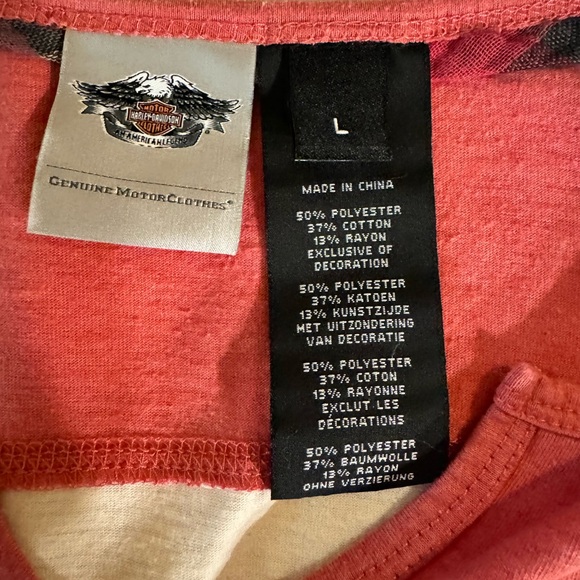 MOTOR
HARLEY-DAVIDSON
CLOTHES
AN AMERICAN LEGEND
GENUINE MOTORCLOTHES®
L
MADE IN CHINA
50% POLYESTER
37% COTTON
13% RAYON
EXCLUSIVE OF
DECORATION
50% POLYESTER
37% KATOEN
13% KUNSTZIJDE
MET UITZONDERING
VAN DECORATIE
50% POLYESTER
37% COTON
13% RAYONNE
EXCLUT LES
DÉCORATIONS
50% POLYESTER
37% BAUMWOLLE
13% RAYON
OHNE VERZIERUNG